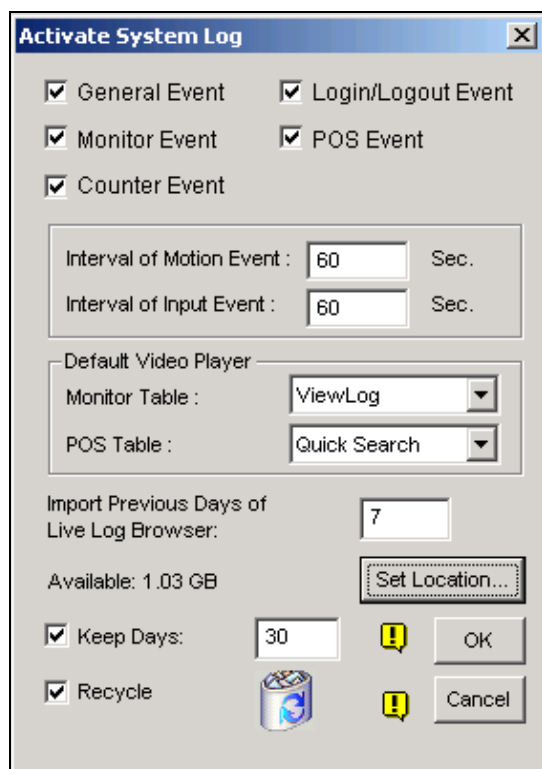 Activate System Log
General Event Login/Logout Event
Monitor Event POS Event
Counter Event
Interval of Motion Event : 60 Sec.
Interval of Input Event : 60 Sec.
Default Video Player
Monitor Table : ViewLog
POS Table : Quick Search
Import Previous Days of
Live Log Browser: 7
Available: 1.03 GB Set Location...
Keep Days: 30 OK
Recycle Cancel